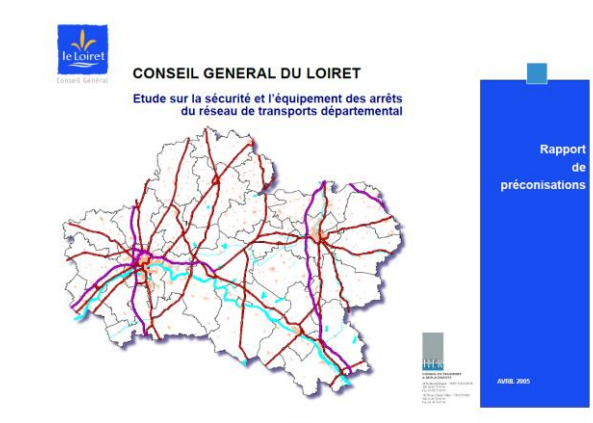 le Loiret
Conseil Général
CONSEIL GENERAL DU LOIRET
Etude sur la sécurité et l'équipement des arrêts
du réseau de transports départemental
Rapport
de
préconisations
AVRIL 2005